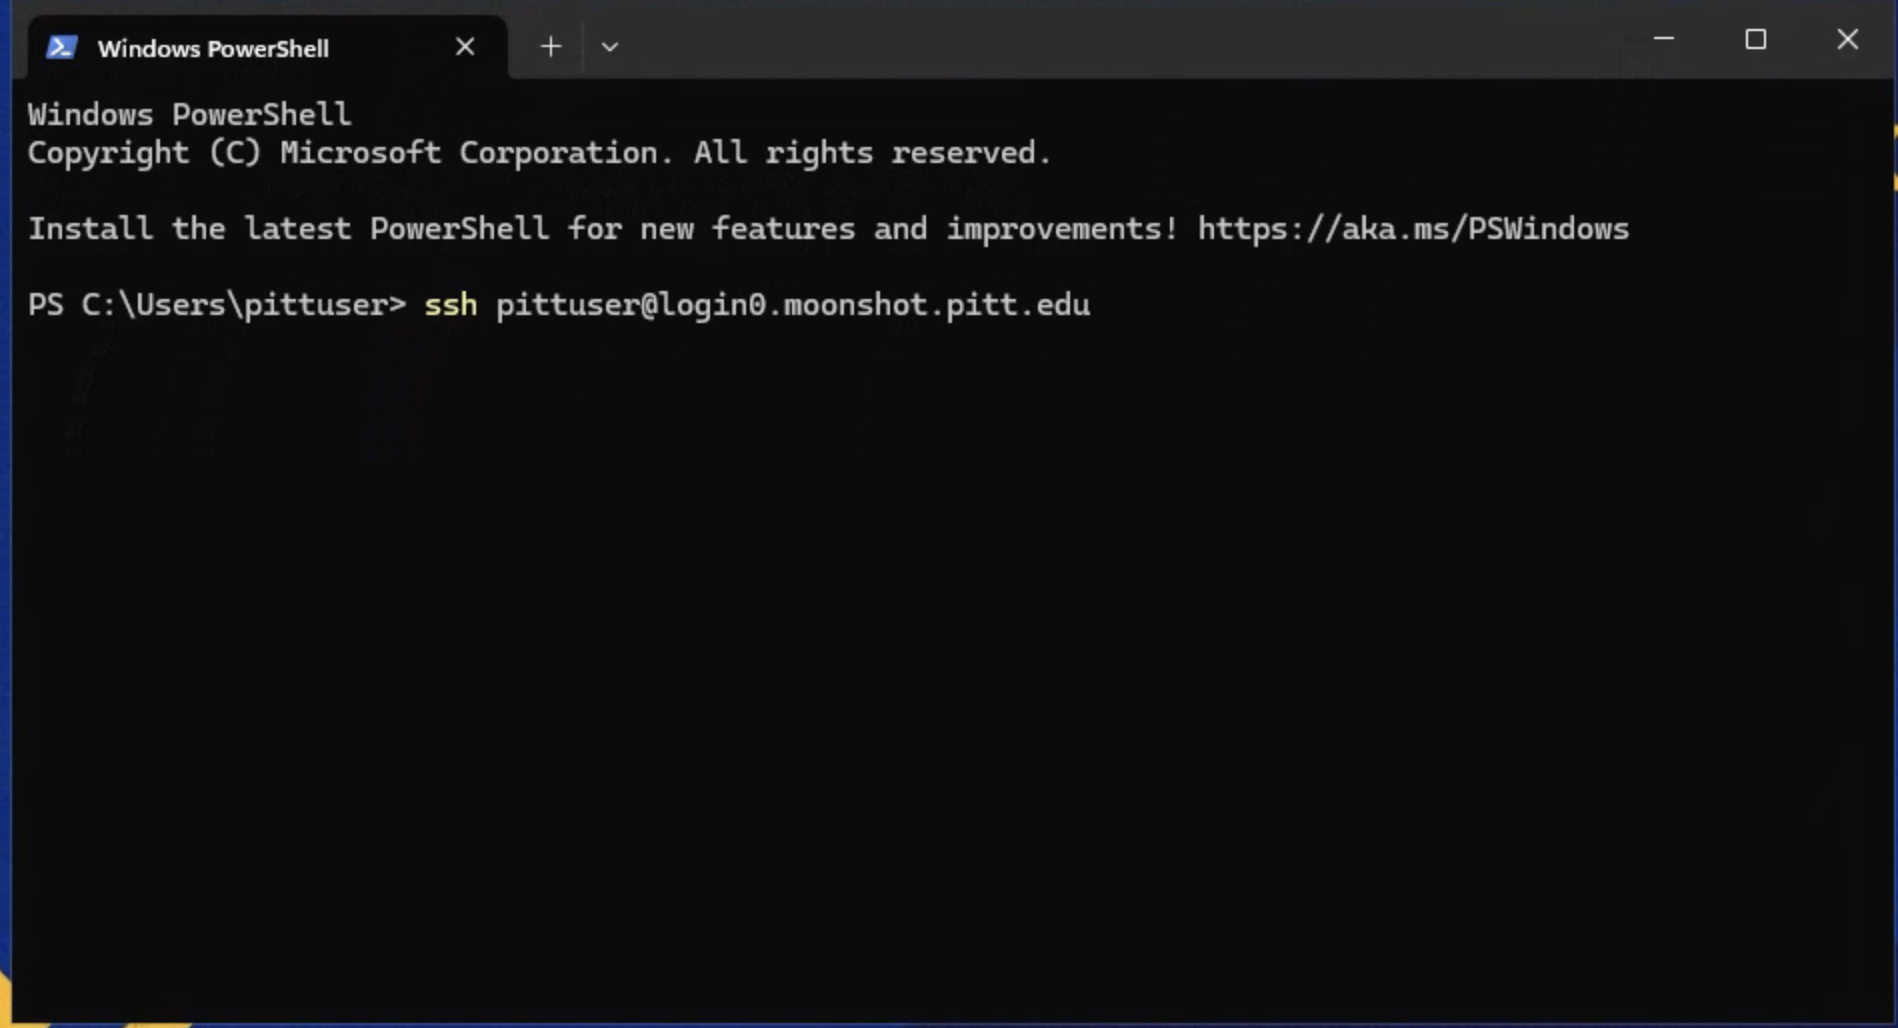 Windows PowerShell
Windows PowerShell
Copyright (C) Microsoft Corporation. All rights reserved.
Install the latest PowerShell for new features and improvements! https://aka.ms/PSWindows
PS C:\Users\pittuser> ssh pittuser@login0.moonshot.pitt.edu